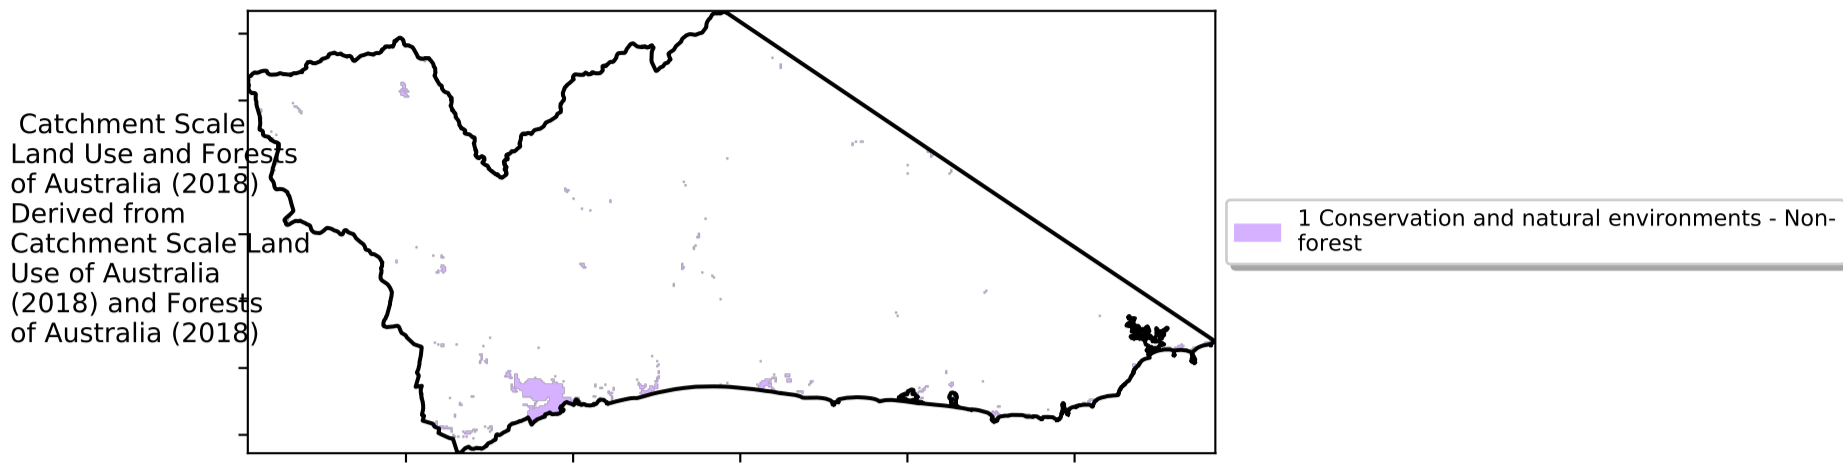 Catchment Scale
Land Use and Forests
of Australia (2018)
Derived from
Catchment Scale Land
Use of Australia
(2018) and Forests
of Australia (2018)
1 Conservation and natural environments - Non-
forest